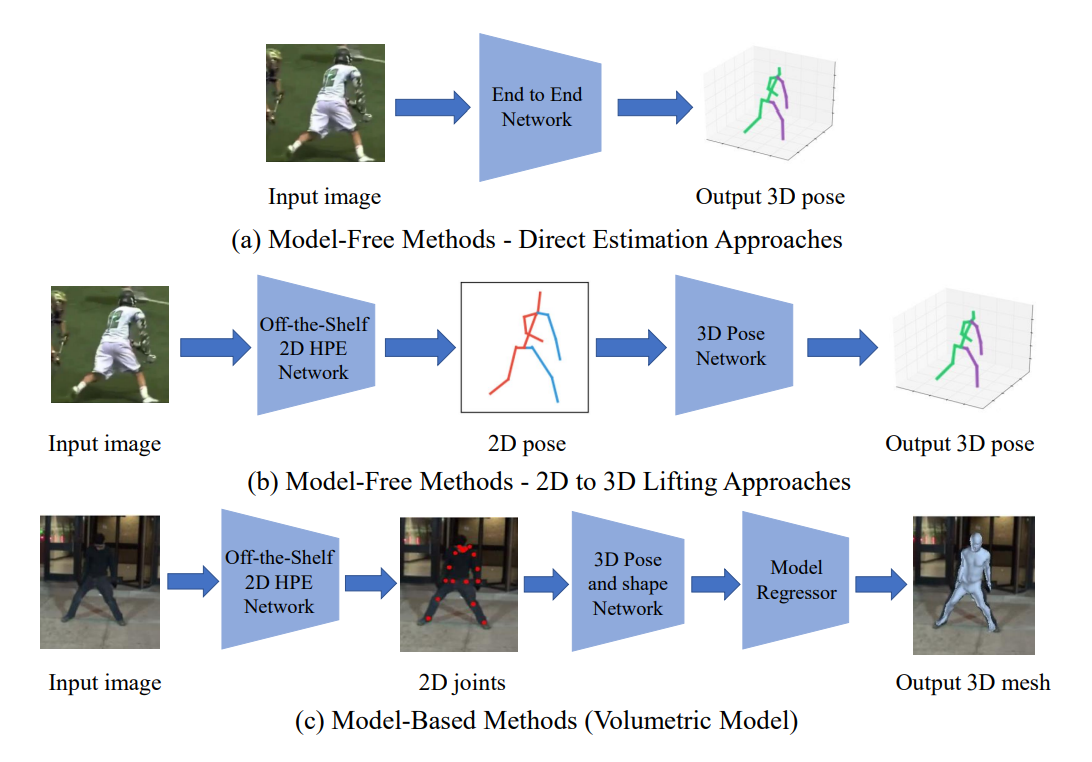 End to End
Network
Input image
Output 3D pose
(a) Model-Free Methods - Direct Estimation Approaches
Off-the-Shelf
2D HPE
Network
3D Pose
Network
Input image
2D pose
Output 3D pose
(b) Model-Free Methods - 2D to 3D Lifting Approaches
Off-the-Shelf
2D HPE
Network
3D Pose
and shape
Network
Model
Regressor
Input image
2D joints
Output 3D mesh
(c) Model-Based Methods (Volumetric Model)